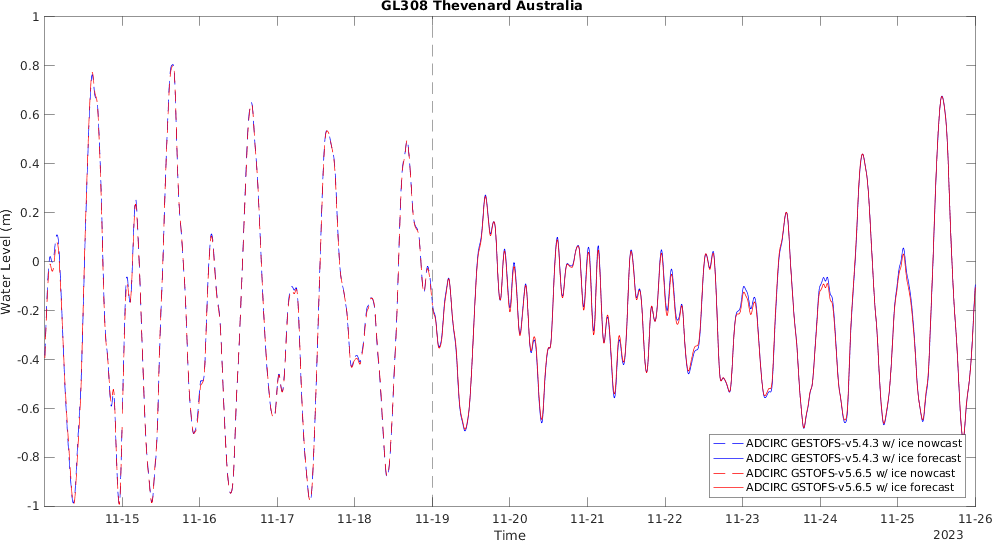 GL308 Thevenard Australia
Water Level (m)
1
0.8
0.6
0.4
0.2
0
-0.2
-0.4
-0.6
-0.8
-1
ADCIRC GESTOFS-v5.4.3 w/ ice nowcast
ADCIRC GESTOFS-v5.4.3 w/ ice forecast
ADCIRC GSTOFS-v5.6.5 w/ ice nowcast
ADCIRC GSTOFS-v5.6.5 w/ ice forecast
11-15 11-16 11-17 11-18 11-19 11-20 11-21 11-22 11-23 11-24 11-25 11-26
Time
2023